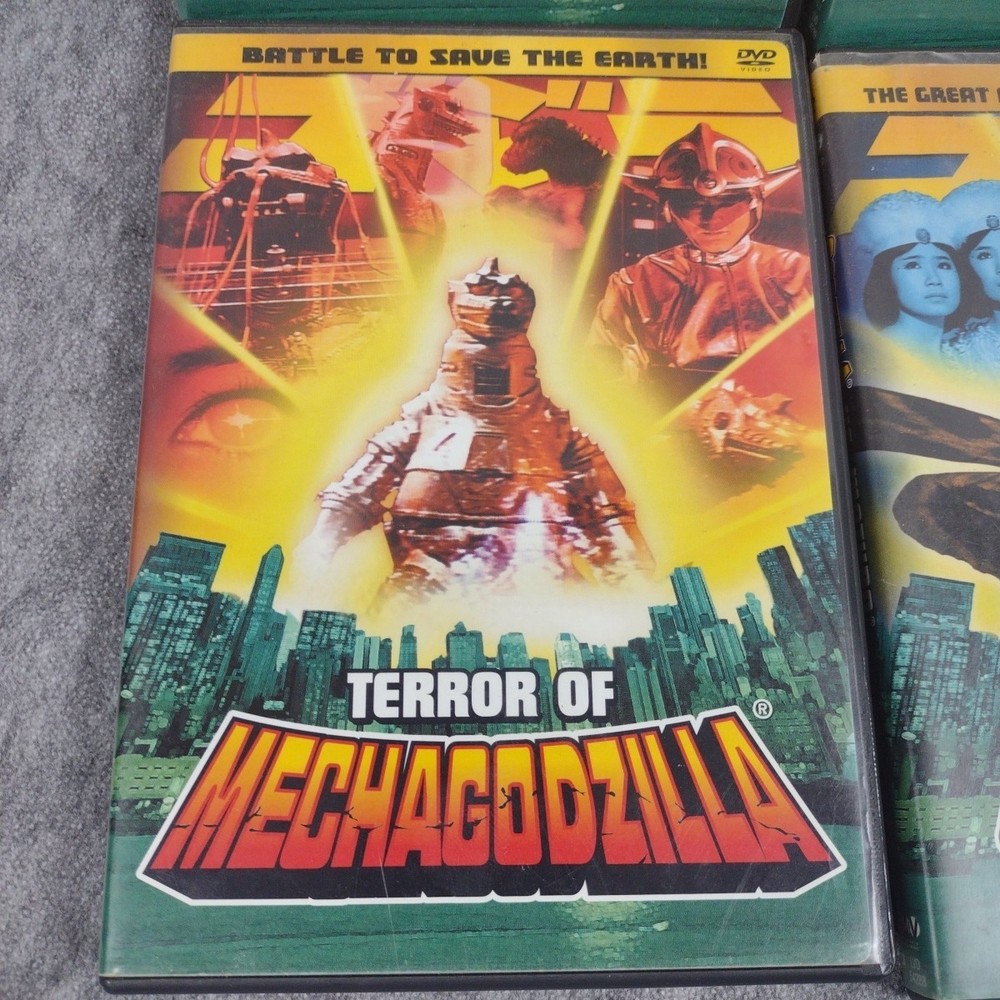 BATTLE TO SAVE THE EARTH!
DVD
VIDEO
TERROR OF
MECHAGODZILLA®
THE GREAT